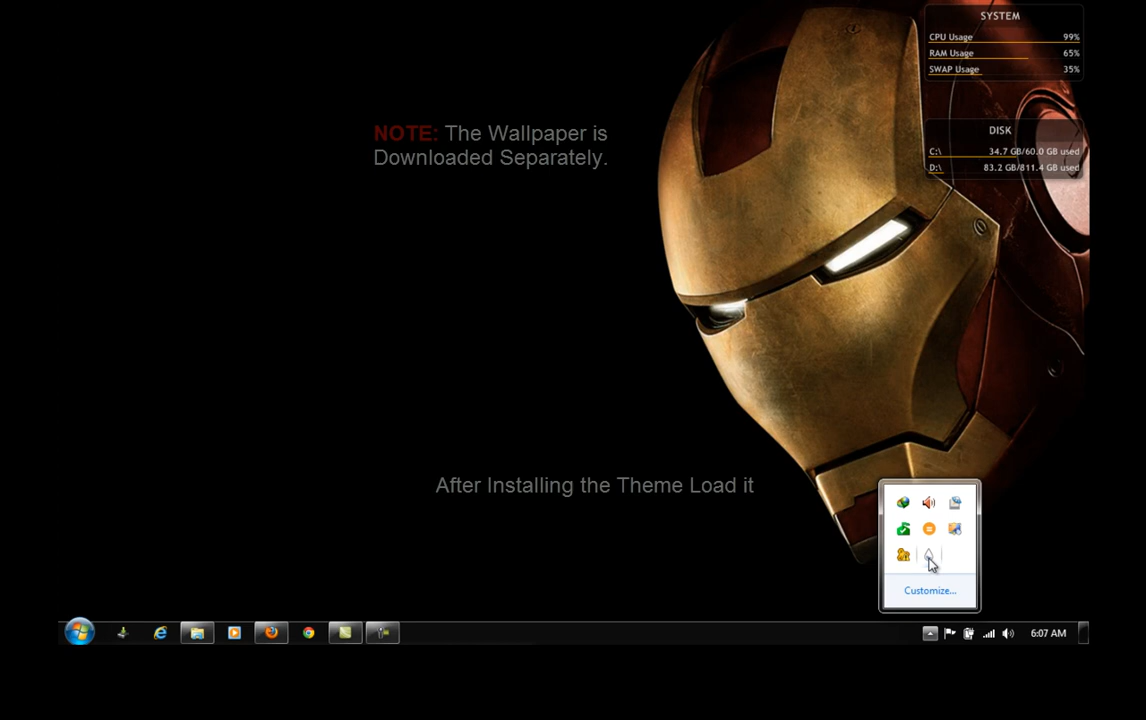 SYSTEM
CPU Usage 99%
RAM Usage 65%
SWAP Usage 35%
NOTE: The Wallpaper is
Downloaded Separately.
DISK
C:\ 34.7 GB/60.0 GB used
D:\ 83.2 GB/811.4 GB used
After Installing the Theme Load it
Customize...
6:07 AM